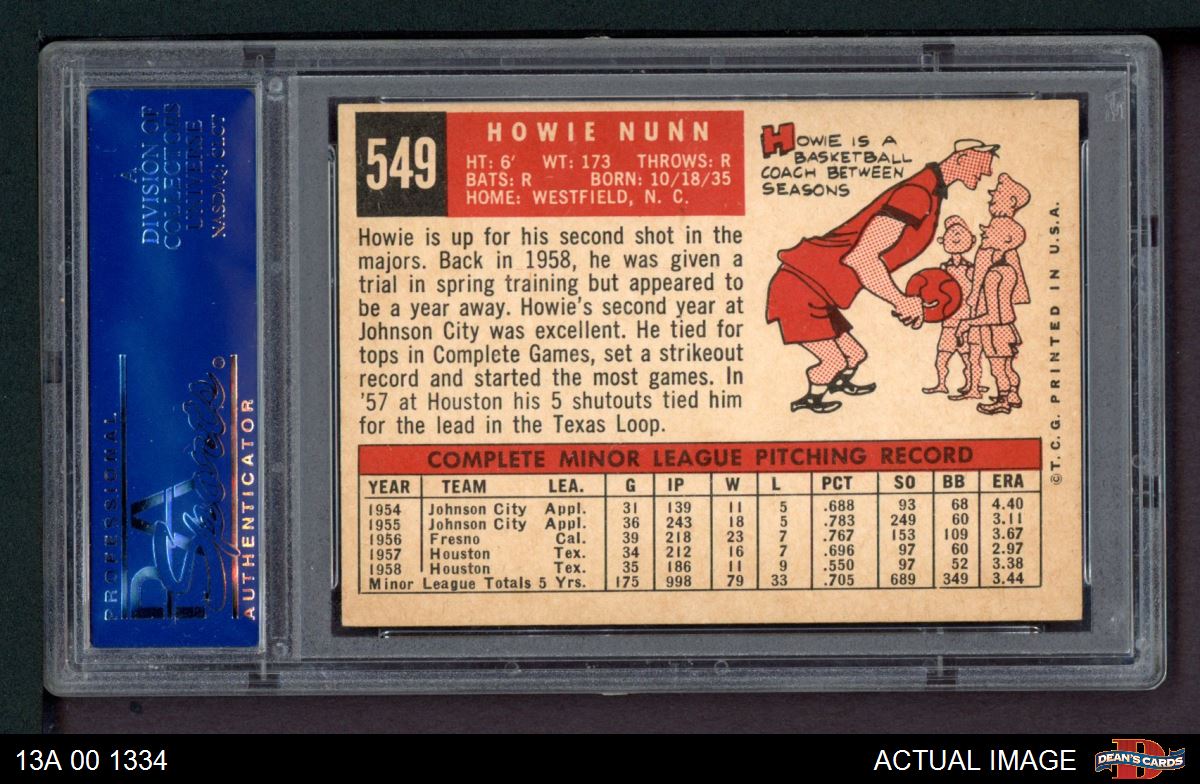 A
DIVISION OF
COLLECTORS
UNIVERSE
NASDAQ: CLCT
PROFESSIONAL
PSA
AUTHENTICATOR
549
HOWIE NUNN
HT: 6' WT: 173 THROWS: R
BATS: R BORN: 10/18/35
HOME: WESTFIELD, N. C.
HOWIE IS A
BASKETBALL
COACH BETWEEN
SEASONS
Howie is up for his second shot in the
majors. Back in 1958, he was given a
trial in spring training but appeared to
be a year away. Howie's second year at
Johnson City was excellent. He tied for
tops in Complete Games, set a strikeout
record and started the most games. In
'57 at Houston his 5 shutouts tied him
for the lead in the Texas Loop.
©T. C. G. PRINTED IN U.S.A.
COMPLETE MINOR LEAGUE PITCHING RECORD
YEAR TEAM LEA. G IP W L PCT SO BB ERA
1954 Johnson City Appl. 31 139 11 5 .688 93 68 4.40
1955 Johnson City Appl. 36 243 18 5 .783 249 60 3.11
1956 Fresno Cal. 39 218 23 7 .767 153 109 3.67
1957 Houston Tex. 34 212 16 7 .696 97 60 2.97
1958 Houston Tex. 35 186 11 9 .550 97 52 3.38
Minor League Totals 5 Yrs. 175 998 79 33 .705 689 349 3.44
13A 00 1334
ACTUAL IMAGE
D
DEAN'S CARDS